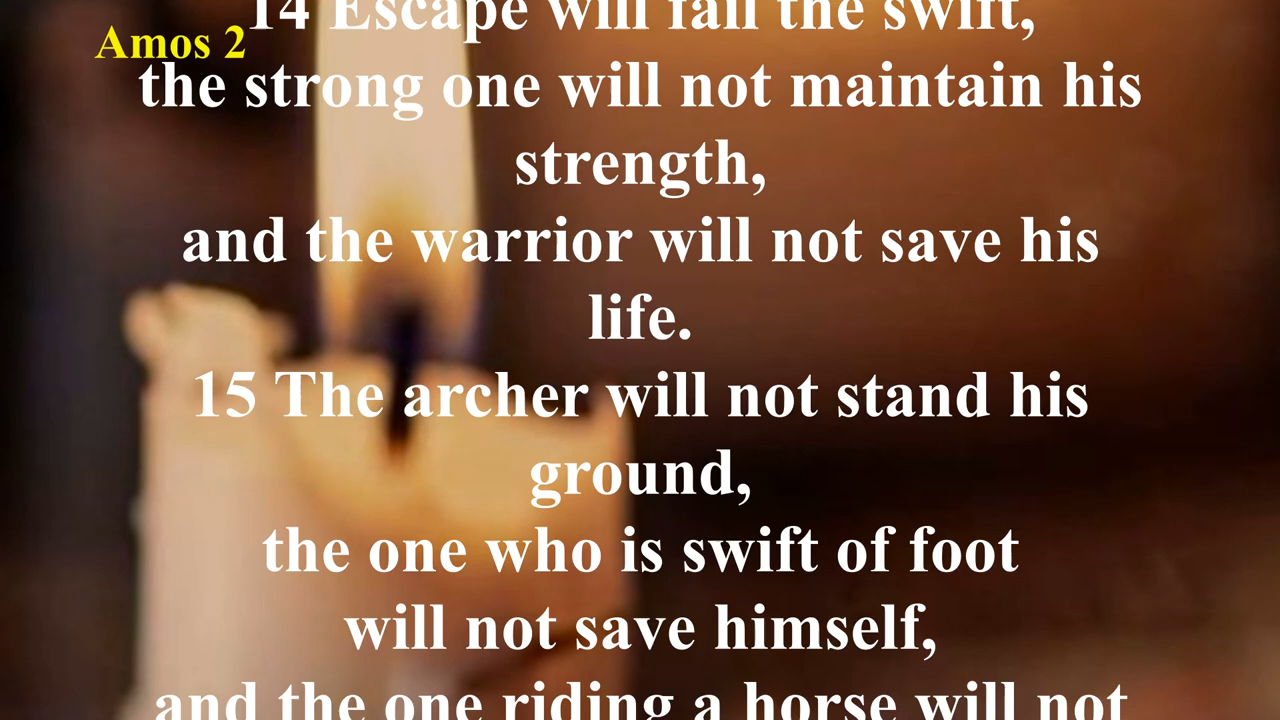 14 Escape will fail the swift,
Amos 2
the strong one will not maintain his
strength,
and the warrior will not save his
life.
15 The archer will not stand his
ground,
the one who is swift of foot
will not save himself,
and the one riding a horse will not